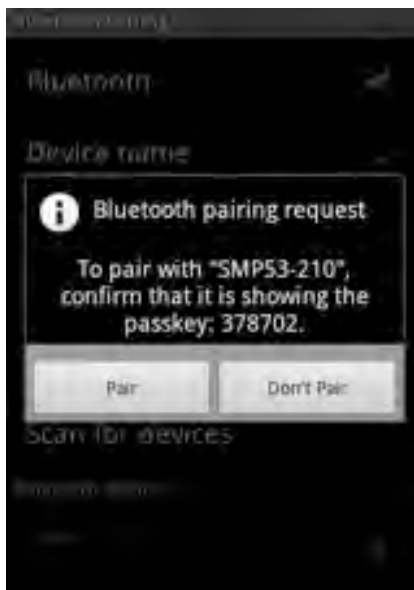 Bluetooth
Device name
Bluetooth pairing request
To pair with "SMP53-210",
confirm that it is showing the
passkey: 378702.
Pair
Don't Pair
Scan for devices